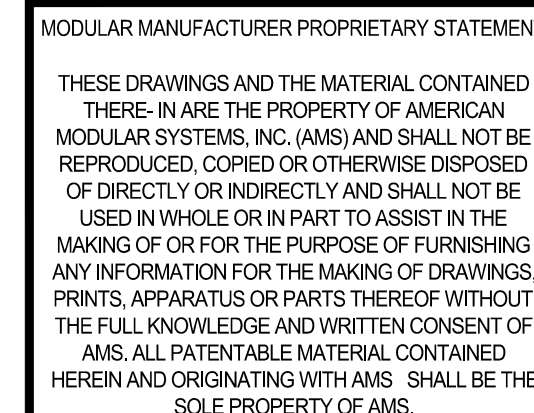 MODULAR MANUFACTURER PROPRIETARY STATEMEN
THESE DRAWINGS AND THE MATERIAL CONTAINED
THERE- IN ARE THE PROPERTY OF AMERICAN
MODULAR SYSTEMS, INC. (AMS) AND SHALL NOT BE
REPRODUCED, COPIED OR OTHERWISE DISPOSED
OF DIRECTLY OR INDIRECTLY AND SHALL NOT BE
USED IN WHOLE OR IN PART TO ASSIST IN THE
MAKING OF OR FOR THE PURPOSE OF FURNISHING
ANY INFORMATION FOR THE MAKING OF DRAWINGS,
PRINTS, APPARATUS OR PARTS THEREOF WITHOUT
THE FULL KNOWLEDGE AND WRITTEN CONSENT OF
AMS. ALL PATENTABLE MATERIAL CONTAINED
HEREIN AND ORIGINATING WITH AMS SHALL BE THE
SOLE PROPERTY OF AMS.